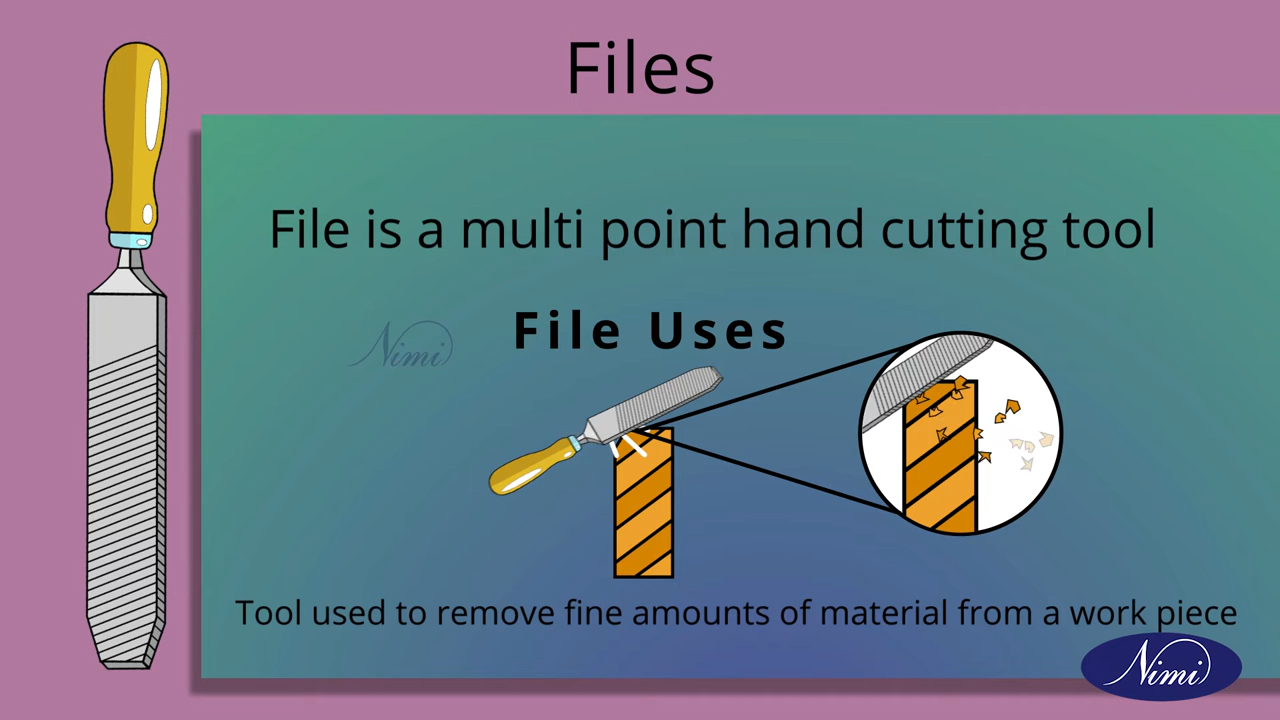 Files
File is a multi point hand cutting tool
File Uses
Nimi
Tool used to remove fine amounts of material from a work piece
Nimi